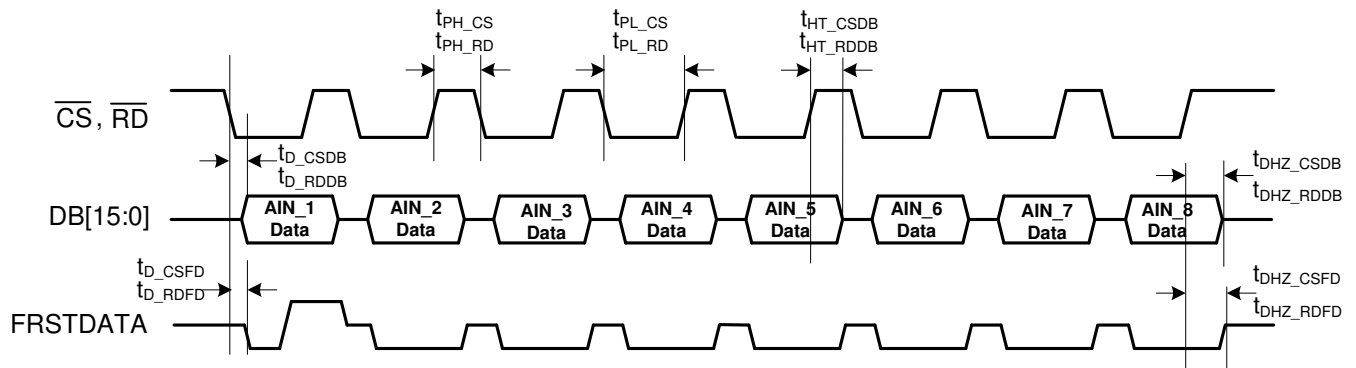 tPH_CS
tPH_RD
tPL_CS
tPL_RD
tHT_CSDB
tHT_RDDB
CS, RD
tD_CSDB
tD_RDDB
tDHZ_CSDB
tDHZ_RDDB
DB[15:0]
AIN_1
Data
AIN_2
Data
AIN_3
Data
AIN_4
Data
AIN_5
Data
AIN_6
Data
AIN_7
Data
AIN_8
Data
tD_CSFD
tD_RDFD
tDHZ_CSFD
tDHZ_RDFD
FRSTDATA